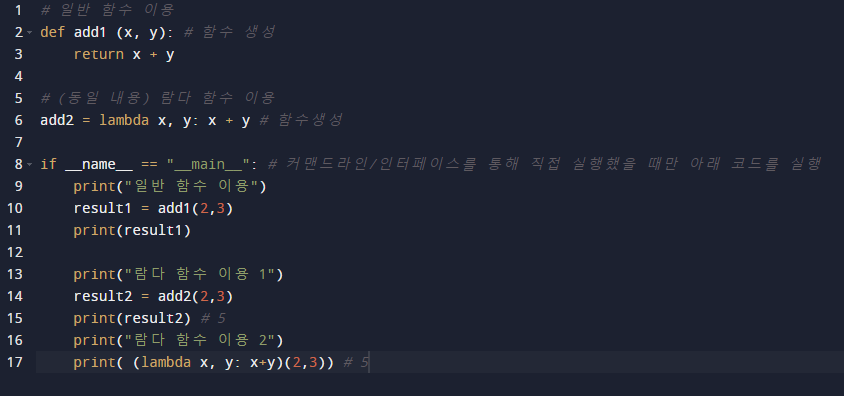 1 # 일반 함수 이용
2 def add1 (x, y): # 함수 생성
3     return x + y
4
5 # (동일 내용) 람다 함수 이용
6 add2 = lambda x, y: x + y # 함수생성
7
8 if __name__ == "__main__": # 커맨드라인/인터페이스를 통해 직접 실행했을 때만 아래 코드를 실행
9     print("일반 함수 이용")
10     result1 = add1(2,3)
11     print(result1)
12
13     print("람다 함수 이용 1")
14     result2 = add2(2,3)
15     print(result2) # 5
16     print("람다 함수 이용 2")
17     print( (lambda x, y: x+y)(2,3)) # 5